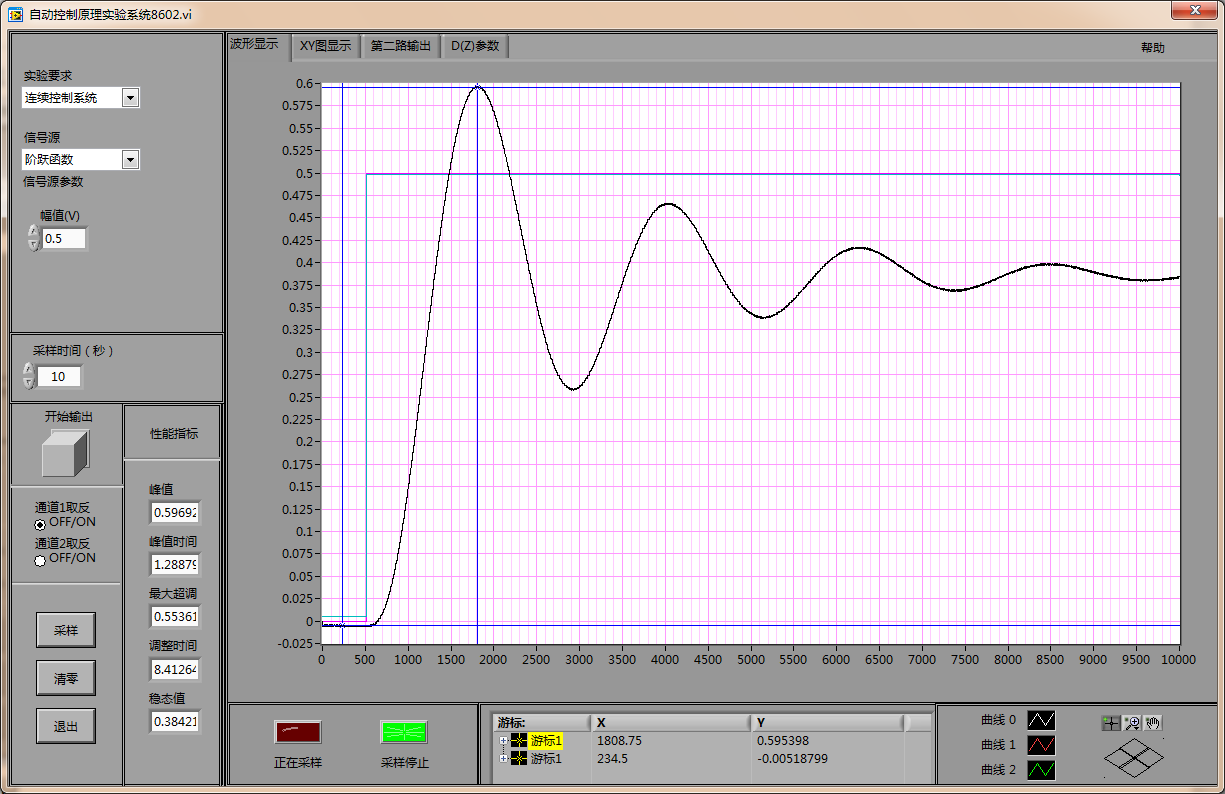 自动控制原理实验系统8602.vi
实验要求
连续控制系统
信号源
阶跃函数
信号源参数
幅值(V)
0.5
采样时间（秒）
10
开始输出
通道1取反
OFF/ON
通道2取反
OFF/ON
采样
清零
退出
性能指标
峰值
0.59692
峰值时间
1.28879
最大超调
0.55361
调整时间
8.41264
稳态值
0.38421
波形显示 XY图显示 第二路输出 D(Z)参数 帮助
0.6
0.575
0.55
0.525
0.5
0.475
0.45
0.425
0.4
0.375
0.35
0.325
0.3
0.275
0.25
0.225
0.2
0.175
0.15
0.125
0.1
0.075
0.05
0.025
0
-0.025
0 500 1000 1500 2000 2500 3000 3500 4000 4500 5000 5500 6000 6500 7000 7500 8000 8500 9000 9500 10000
正在采样
采样停止
游标: X Y
游标1 1808.75 0.595398
游标1 234.5 -0.00518799
曲线 0
曲线 1
曲线 2